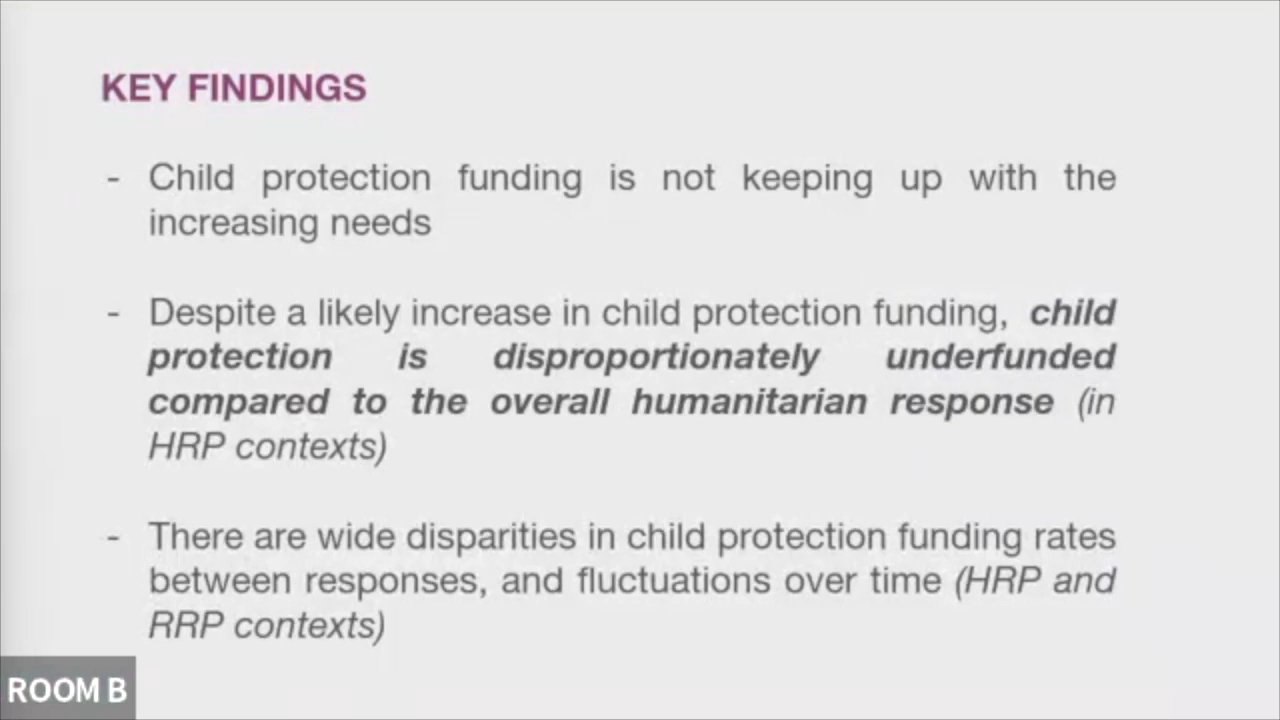 KEY FINDINGS
- Child protection funding is not keeping up with the
increasing needs
- Despite a likely increase in child protection funding, child
protection is disproportionately underfunded
compared to the overall humanitarian response (in
HRP contexts)
- There are wide disparities in child protection funding rates
between responses, and fluctuations over time (HRP and
RRP contexts)
ROOM B